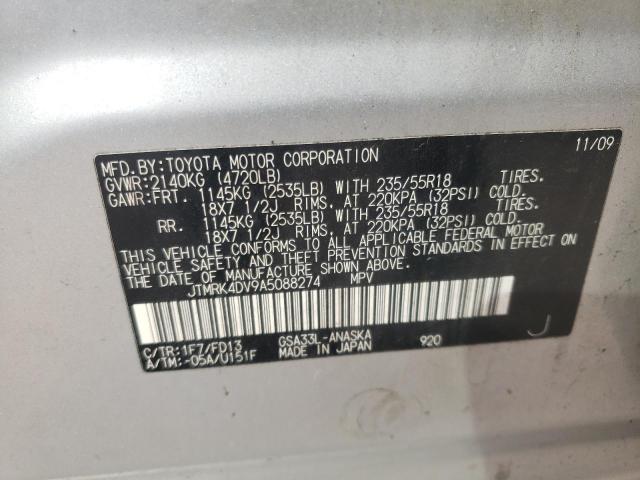 MFD.BY:TOYOTA MOTOR CORPORATION 11/09
GVWR:2140KG (4720LB)
GAWR:FRT. 1145KG (2535LB) WITH 235/55R18 TIRES.
18X7 1/2J RIMS. AT 220KPA (32PSI) COLD.
RR. 1145KG (2535LB) WITH 235/55R18 TIRES.
18X7 1/2J RIMS. AT 220KPA (32PSI) COLD.
THIS VEHICLE CONFORMS TO ALL APPLICABLE FEDERAL MOTOR
VEHICLE SAFETY AND THEFT PREVENTION STANDARDS IN EFFECT ON
THE DATE OF MANUFACTURE SHOWN ABOVE.
JTMRK4DV9A5088274 MPV
C/TR:1F7/FD13 GSA33L-ANASKA 920 J
A/TM:-05A/U151F MADE IN JAPAN